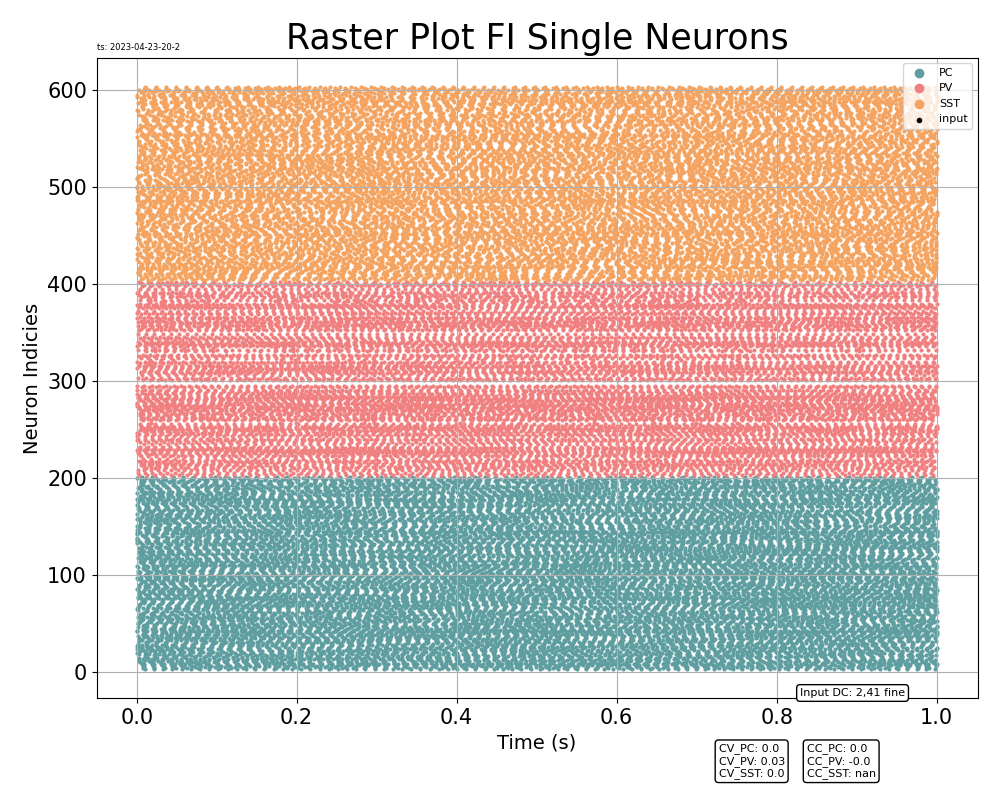 Raster Plot FI Single Neurons
ts: 2023-04-23-20-2
PC
PV
SST
input
600
500
400
300
200
100
0
Neuron Indicies
0.0 0.2 0.4 0.6 0.8 1.0
Time (s)
Input DC: 2,41 fine
CV_PC: 0.0
CV_PV: 0.03
CV_SST: 0.0
CC_PC: 0.0
CC_PV: -0.0
CC_SST: nan